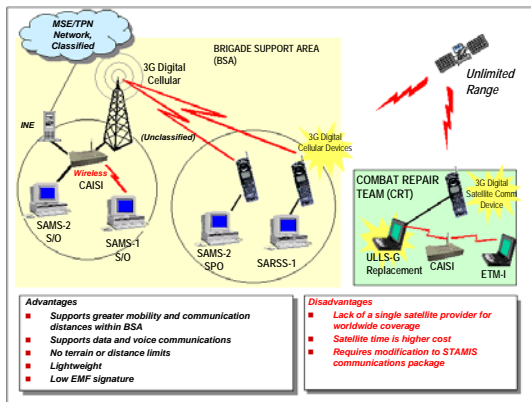 MSE/TPN
Network,
Classified
BRIGADE SUPPORT AREA
(BSA)
3G Digital
Cellular
Unlimited
Range
INE
(Unclassified)
3G Digital
Cellular Devices
Wireless
CAISI
SAMS-2
S/O
SAMS-1
S/O
SAMS-2
SPO
SARSS-1
COMBAT REPAIR
TEAM (CRT)
3G Digital
Satellite Comm
Device
ULLS-G
Replacement
CAISI
ETM-I
Advantages
Supports greater mobility and communication
distances within BSA
Supports data and voice communications
No terrain or distance limits
Lightweight
Low EMF signature
Disadvantages
Lack of a single satellite provider for
worldwide coverage
Satellite time is higher cost
Requires modification to STAMIS
communications package